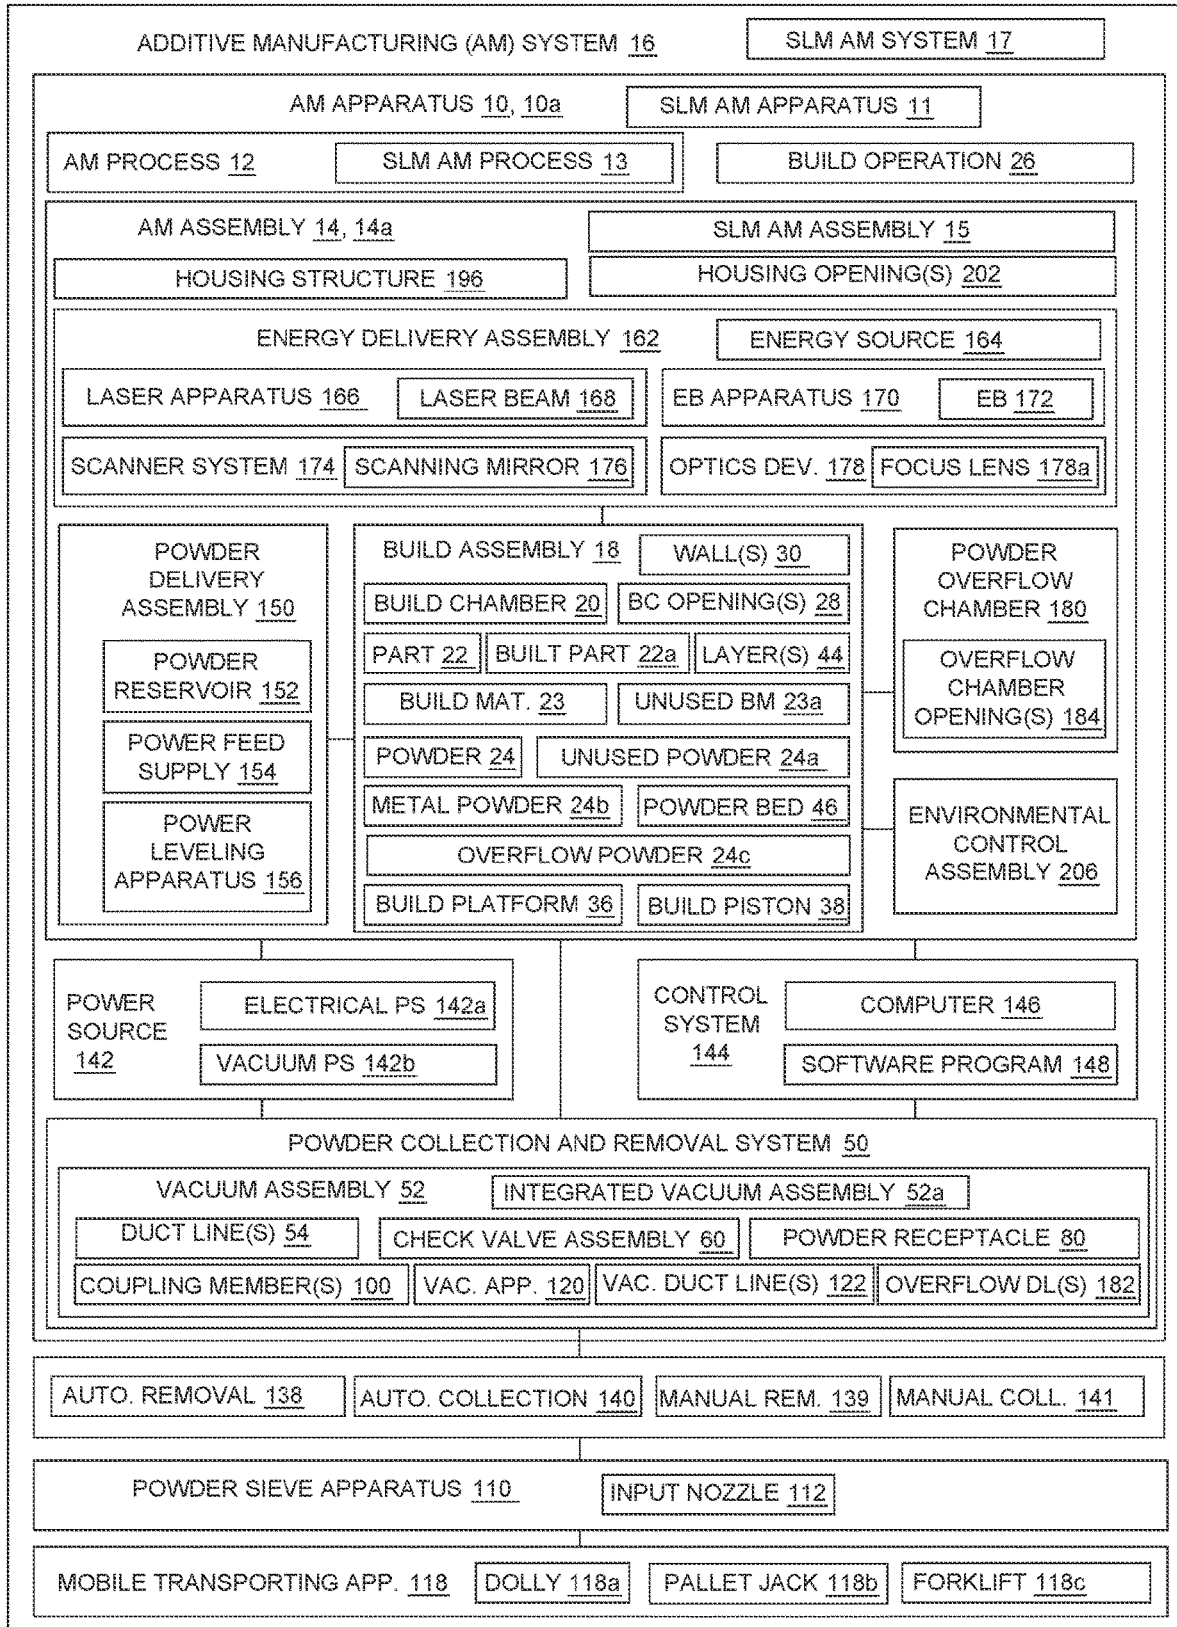 ADDITIVE MANUFACTURING (AM) SYSTEM 16
SLM AM SYSTEM 17
AM APPARATUS 10, 10a
SLM AM APPARATUS 11
AM PROCESS 12
SLM AM PROCESS 13
BUILD OPERATION 26
AM ASSEMBLY 14, 14a
SLM AM ASSEMBLY 15
HOUSING STRUCTURE 196
HOUSING OPENING(S) 202
ENERGY DELIVERY ASSEMBLY 162
ENERGY SOURCE 164
LASER APPARATUS 166
LASER BEAM 168
EB APPARATUS 170
EB 172
SCANNER SYSTEM 174
SCANNING MIRROR 176
OPTICS DEV. 178
FOCUS LENS 178a
POWDER
DELIVERY
ASSEMBLY 150
POWDER
RESERVOIR 152
POWER FEED
SUPPLY 154
POWER
LEVELING
APPARATUS 156
BUILD ASSEMBLY 18
WALL(S) 30
BUILD CHAMBER 20
BC OPENING(S) 28
PART 22
BUILT PART 22a
LAYER(S) 44
BUILD MAT. 23
UNUSED BM 23a
POWDER 24
UNUSED POWDER 24a
METAL POWDER 24b
POWDER BED 46
OVERFLOW POWDER 24c
BUILD PLATFORM 36
BUILD PISTON 38
POWDER
OVERFLOW
CHAMBER 180
OVERFLOW
CHAMBER
OPENING(S) 184
ENVIRONMENTAL
CONTROL
ASSEMBLY 206
POWER
SOURCE
142
ELECTRICAL PS 142a
VACUUM PS 142b
CONTROL
SYSTEM
144
COMPUTER 146
SOFTWARE PROGRAM 148
POWDER COLLECTION AND REMOVAL SYSTEM 50
VACUUM ASSEMBLY 52
INTEGRATED VACUUM ASSEMBLY 52a
DUCT LINE(S) 54
CHECK VALVE ASSEMBLY 60
POWDER RECEPTACLE 80
COUPLING MEMBER(S) 100
VAC. APP. 120
VAC. DUCT LINE(S) 122
OVERFLOW DL(S) 182
AUTO. REMOVAL 138
AUTO. COLLECTION 140
MANUAL REM. 139
MANUAL COLL. 141
POWDER SIEVE APPARATUS 110
INPUT NOZZLE 112
MOBILE TRANSPORTING APP. 118
DOLLY 118a
PALLET JACK 118b
FORKLIFT 118c